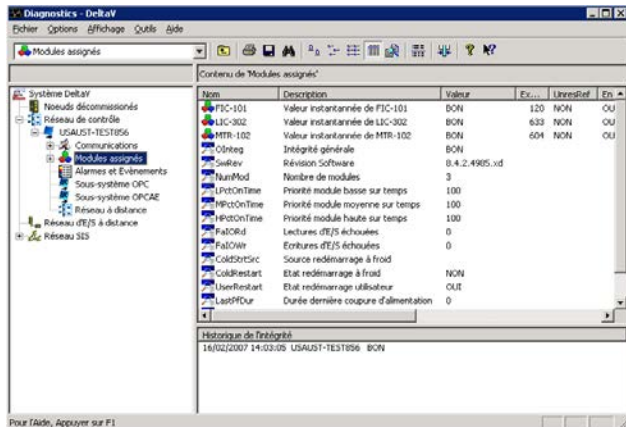 Diagnostics - DeltaV
Fichier Options Affichage Outils Aide
Modules assignés
Contenu de 'Modules assignés'
Système DeltaV
Noeuds décommissionés
Réseau de contrôle
USAUST-TEST856
Communications
Modules assignés
Alarmes et Evènements
Sous-système OPC
Sous-système OPCAE
Réseau à distance
Réseau d'E/S à distance
Réseau SIS
Nom Description Valeur Ex... UnresRef En
FIC-101 Valeur instantannée de FIC-101 BON 120 NON OU
LIC-302 Valeur instantannée de LIC-302 BON 633 NON OU
MTR-102 Valeur instantannée de MTR-102 BON 604 NON OU
OInteg Intégrité générale BON
SwRev Révision Software 8.4.2.4985.xd
NumMod Nombre de modules 3
LPctOnTime Priorité module basse sur temps 100
MPctOnTime Priorité module moyenne sur temps 100
HPctOnTime Priorité module haute sur temps 100
FaIORd Lectures d'E/S échouées 0
FaIOWr Ecritures d'E/S échouées 0
ColdStrtSrc Source redémarrage à froid
ColdRestart Etat redémarrage à froid NON
UserRestart Etat redémarrage utilisateur OUI
LastPfDur Durée dernière coupure d'alimentation 0
Historique de l'intégrité
16/02/2007 14:03:05 USAUST-TEST856 BON
Pour l'Aide, Appuyer sur F1